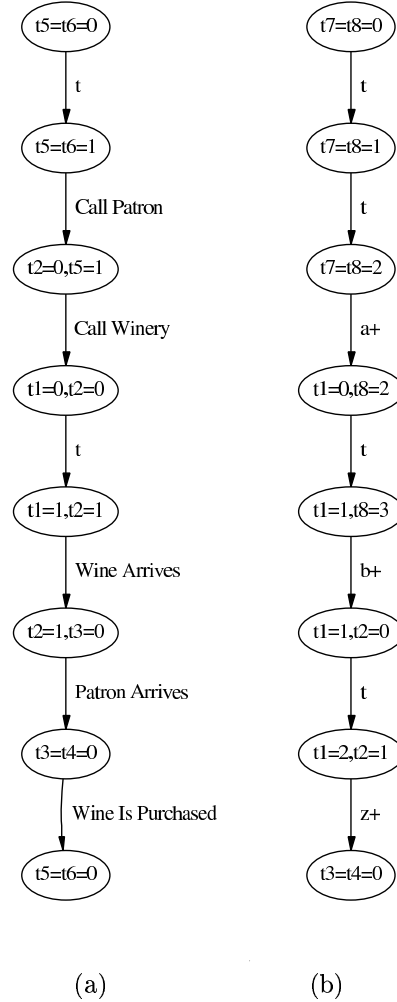 t5=t6=0
t
t5=t6=1
Call Patron
t2=0,t5=1
Call Winery
t1=0,t2=0
t
t1=1,t2=1
Wine Arrives
t2=1,t3=0
Patron Arrives
t3=t4=0
Wine Is Purchased
t5=t6=0
(a)
t7=t8=0
t
t7=t8=1
t
t7=t8=2
a+
t1=0,t8=2
t
t1=1,t8=3
b+
t1=1,t2=0
t
t1=2,t2=1
z+
t3=t4=0
(b)